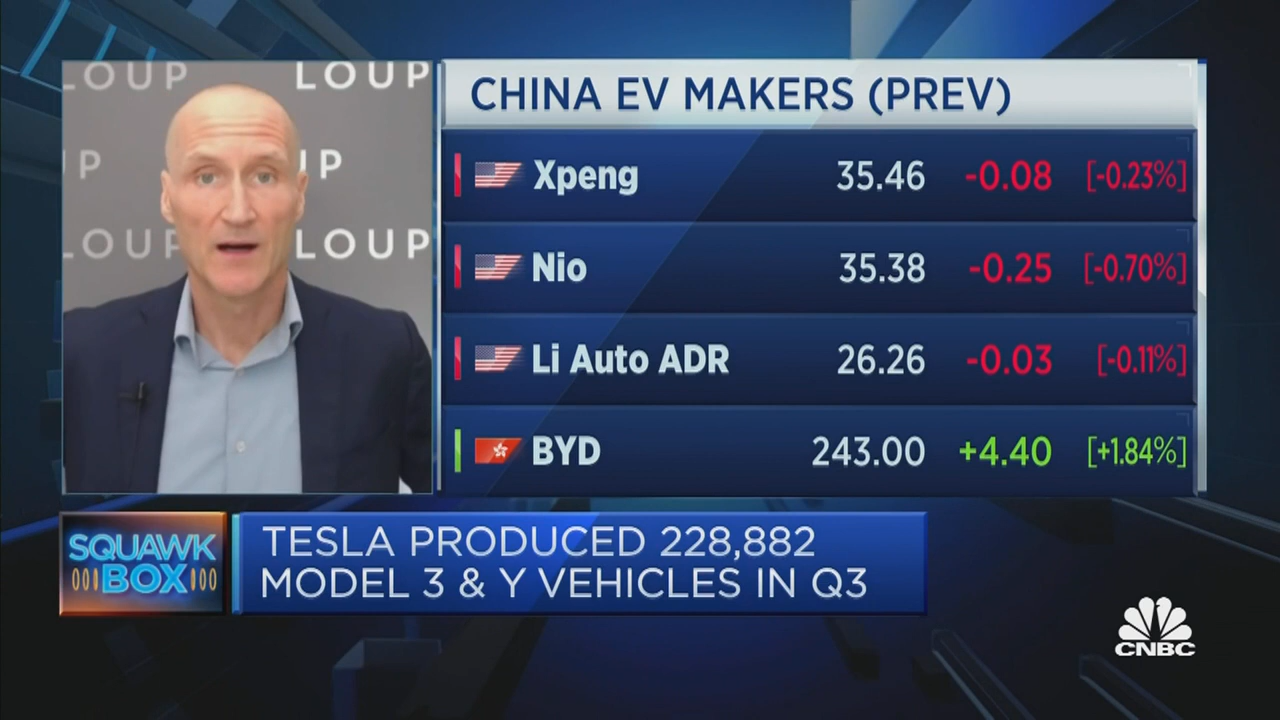 LOUP LOUP
UP UP
LOUP LOUP
CHINA EV MAKERS (PREV)
Xpeng 35.46 -0.08 [-0.23%]
Nio 35.38 -0.25 [-0.70%]
Li Auto ADR 26.26 -0.03 [-0.11%]
BYD 243.00 +4.40 [+1.84%]
SQUAWK BOX
TESLA PRODUCED 228,882
MODEL 3 & Y VEHICLES IN Q3
CNBC